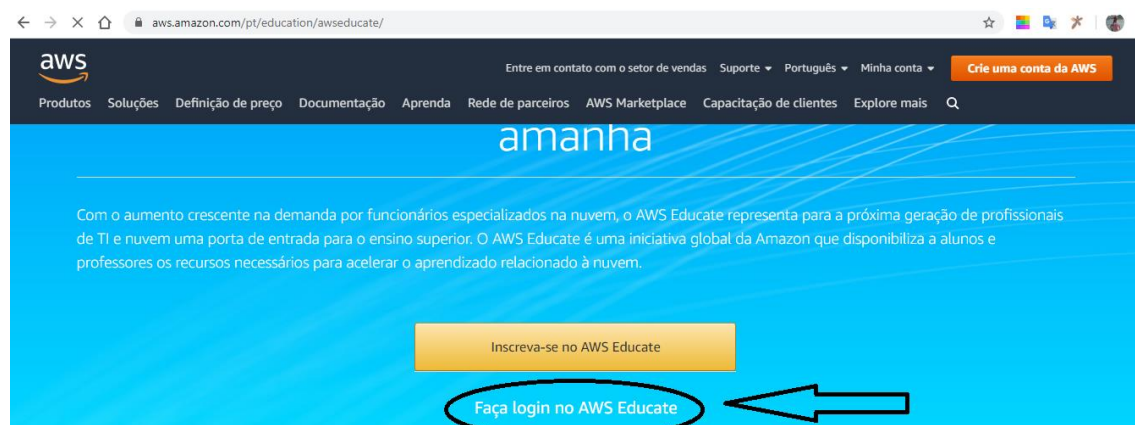 aws.amazon.com/pt/education/awseducate/
aws
Entre em contato com o setor de vendas Suporte Português Minha conta Crie uma conta da AWS
Produtos Soluções Definição de preço Documentação Aprenda Rede de parceiros AWS Marketplace Capacitação de clientes Explore mais
amanhã
Com o aumento crescente na demanda por funcionários especializados na nuvem, o AWS Educate representa para a próxima geração de profissionais
de TI e nuvem uma porta de entrada para o ensino superior. O AWS Educate é uma iniciativa global da Amazon que disponibiliza a alunos e
professores os recursos necessários para acelerar o aprendizado relacionado à nuvem.
Inscreva-se no AWS Educate
Faça login no AWS Educate